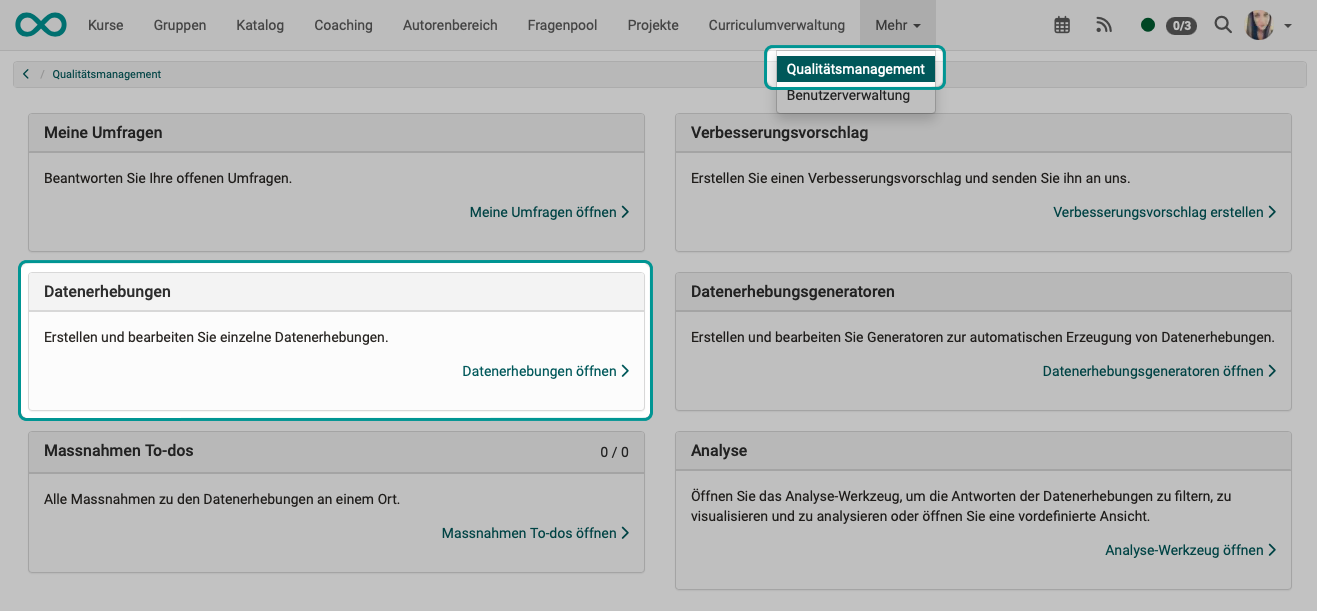 Kurse Gruppen Katalog Coaching Autorenbereich Fragenpool Projekte Curriculumverwaltung Mehr 0/3
Qualitätsmanagement
Benutzerverwaltung
/ Qualitätsmanagement
Meine Umfragen
Beantworten Sie Ihre offenen Umfragen.
Meine Umfragen öffnen
Verbesserungsvorschlag
Erstellen Sie einen Verbesserungsvorschlag und senden Sie ihn an uns.
Verbesserungsvorschlag erstellen
Datenerhebungen
Erstellen und bearbeiten Sie einzelne Datenerhebungen.
Datenerhebungen öffnen
Datenerhebungsgeneratoren
Erstellen und bearbeiten Sie Generatoren zur automatischen Erzeugung von Datenerhebungen.
Datenerhebungsgeneratoren öffnen
Massnahmen To-dos 0 / 0
Alle Massnahmen zu den Datenerhebungen an einem Ort.
Massnahmen To-dos öffnen
Analyse
Öffnen Sie das Analyse-Werkzeug, um die Antworten der Datenerhebungen zu filtern, zu
visualisieren und zu analysieren oder öffnen Sie eine vordefinierte Ansicht.
Analyse-Werkzeug öffnen